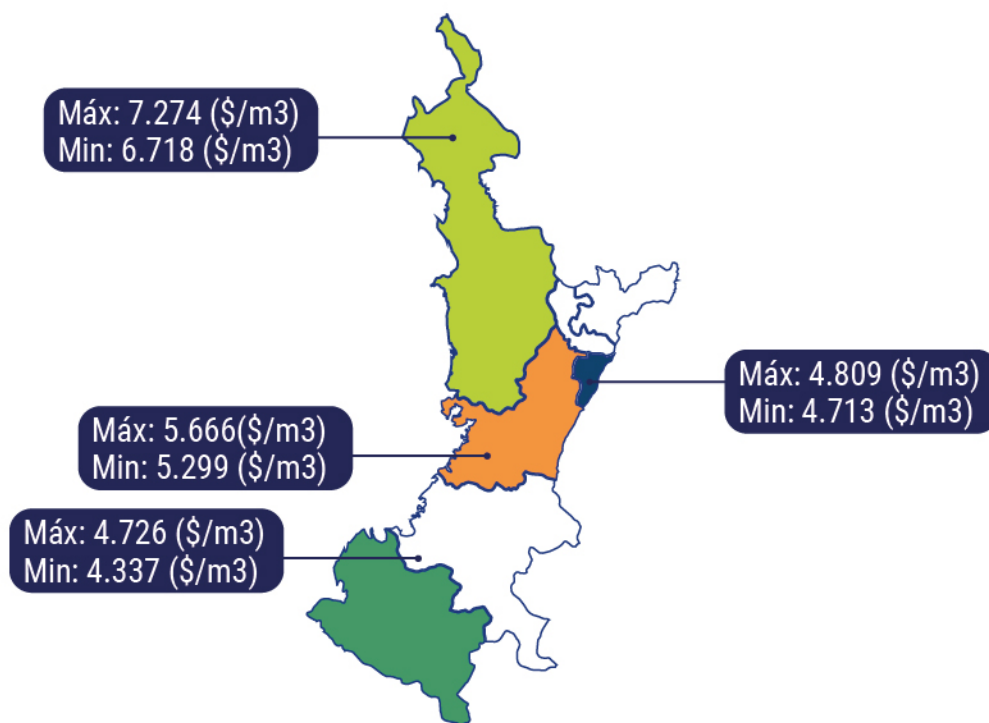 Máx: 7.274 ($/m3)
Min: 6.718 ($/m3)
Máx: 4.809 ($/m3)
Min: 4.713 ($/m3)
Máx: 5.666($/m3)
Min: 5.299 ($/m3)
Máx: 4.726 ($/m3)
Min: 4.337 ($/m3)